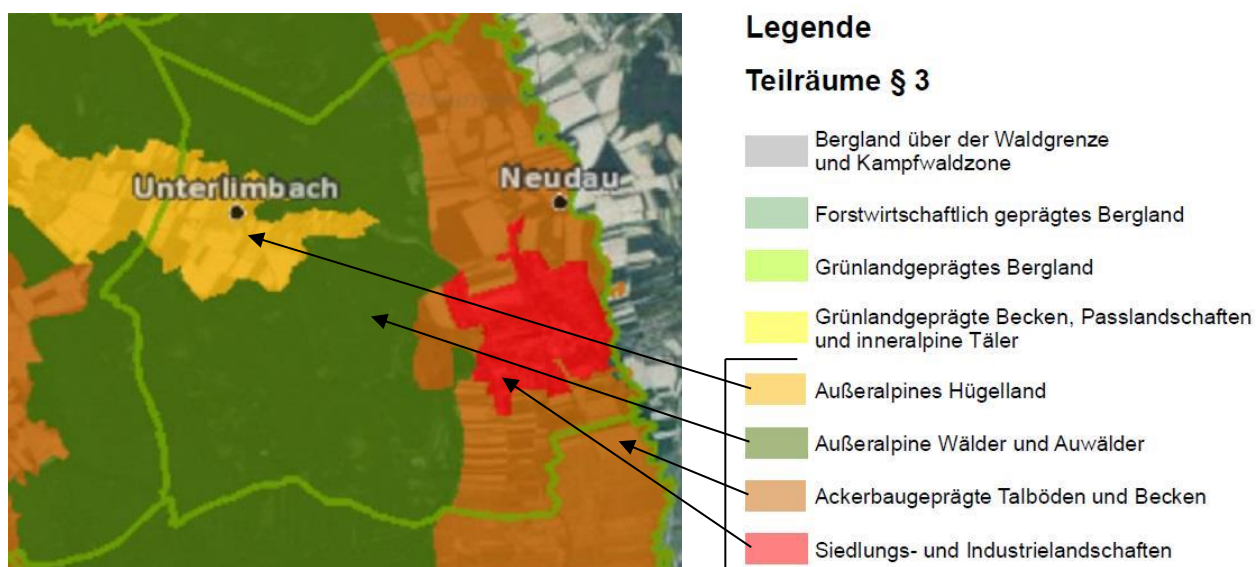 Unterlimbach
Neudau
Legende
Teilräume § 3
Bergland über der Waldgrenze
und Kampfwaldzone
Forstwirtschaftlich geprägtes Bergland
Grünlandgeprägtes Bergland
Grünlandgeprägte Becken, Passlandschaften
und inneralpine Täler
Außeralpines Hügelland
Außeralpine Wälder und Auwälder
Ackerbaugeprägte Talböden und Becken
Siedlungs- und Industrielandschaften